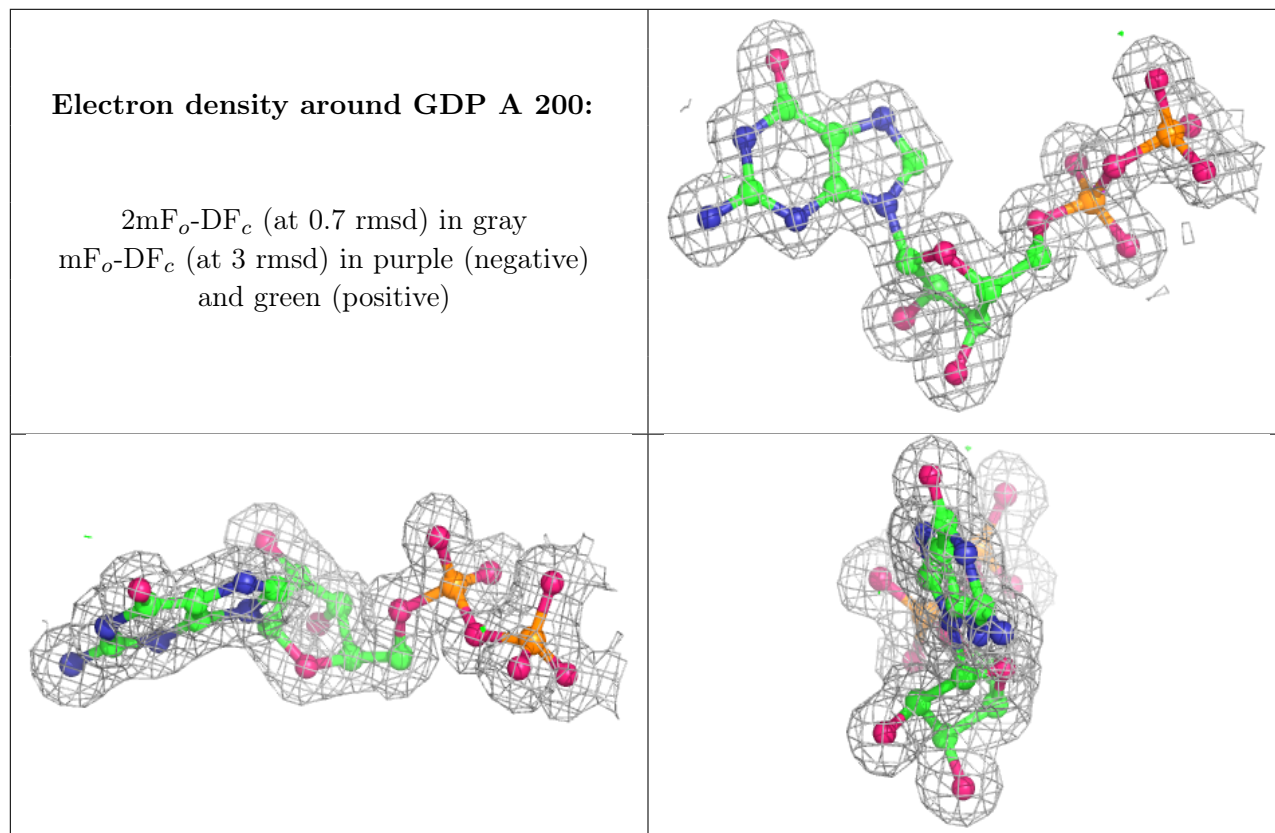 Electron density around GDP A 200:
2mFo-DFc (at 0.7 rmsd) in gray
mFo-DFc (at 3 rmsd) in purple (negative)
and green (positive)